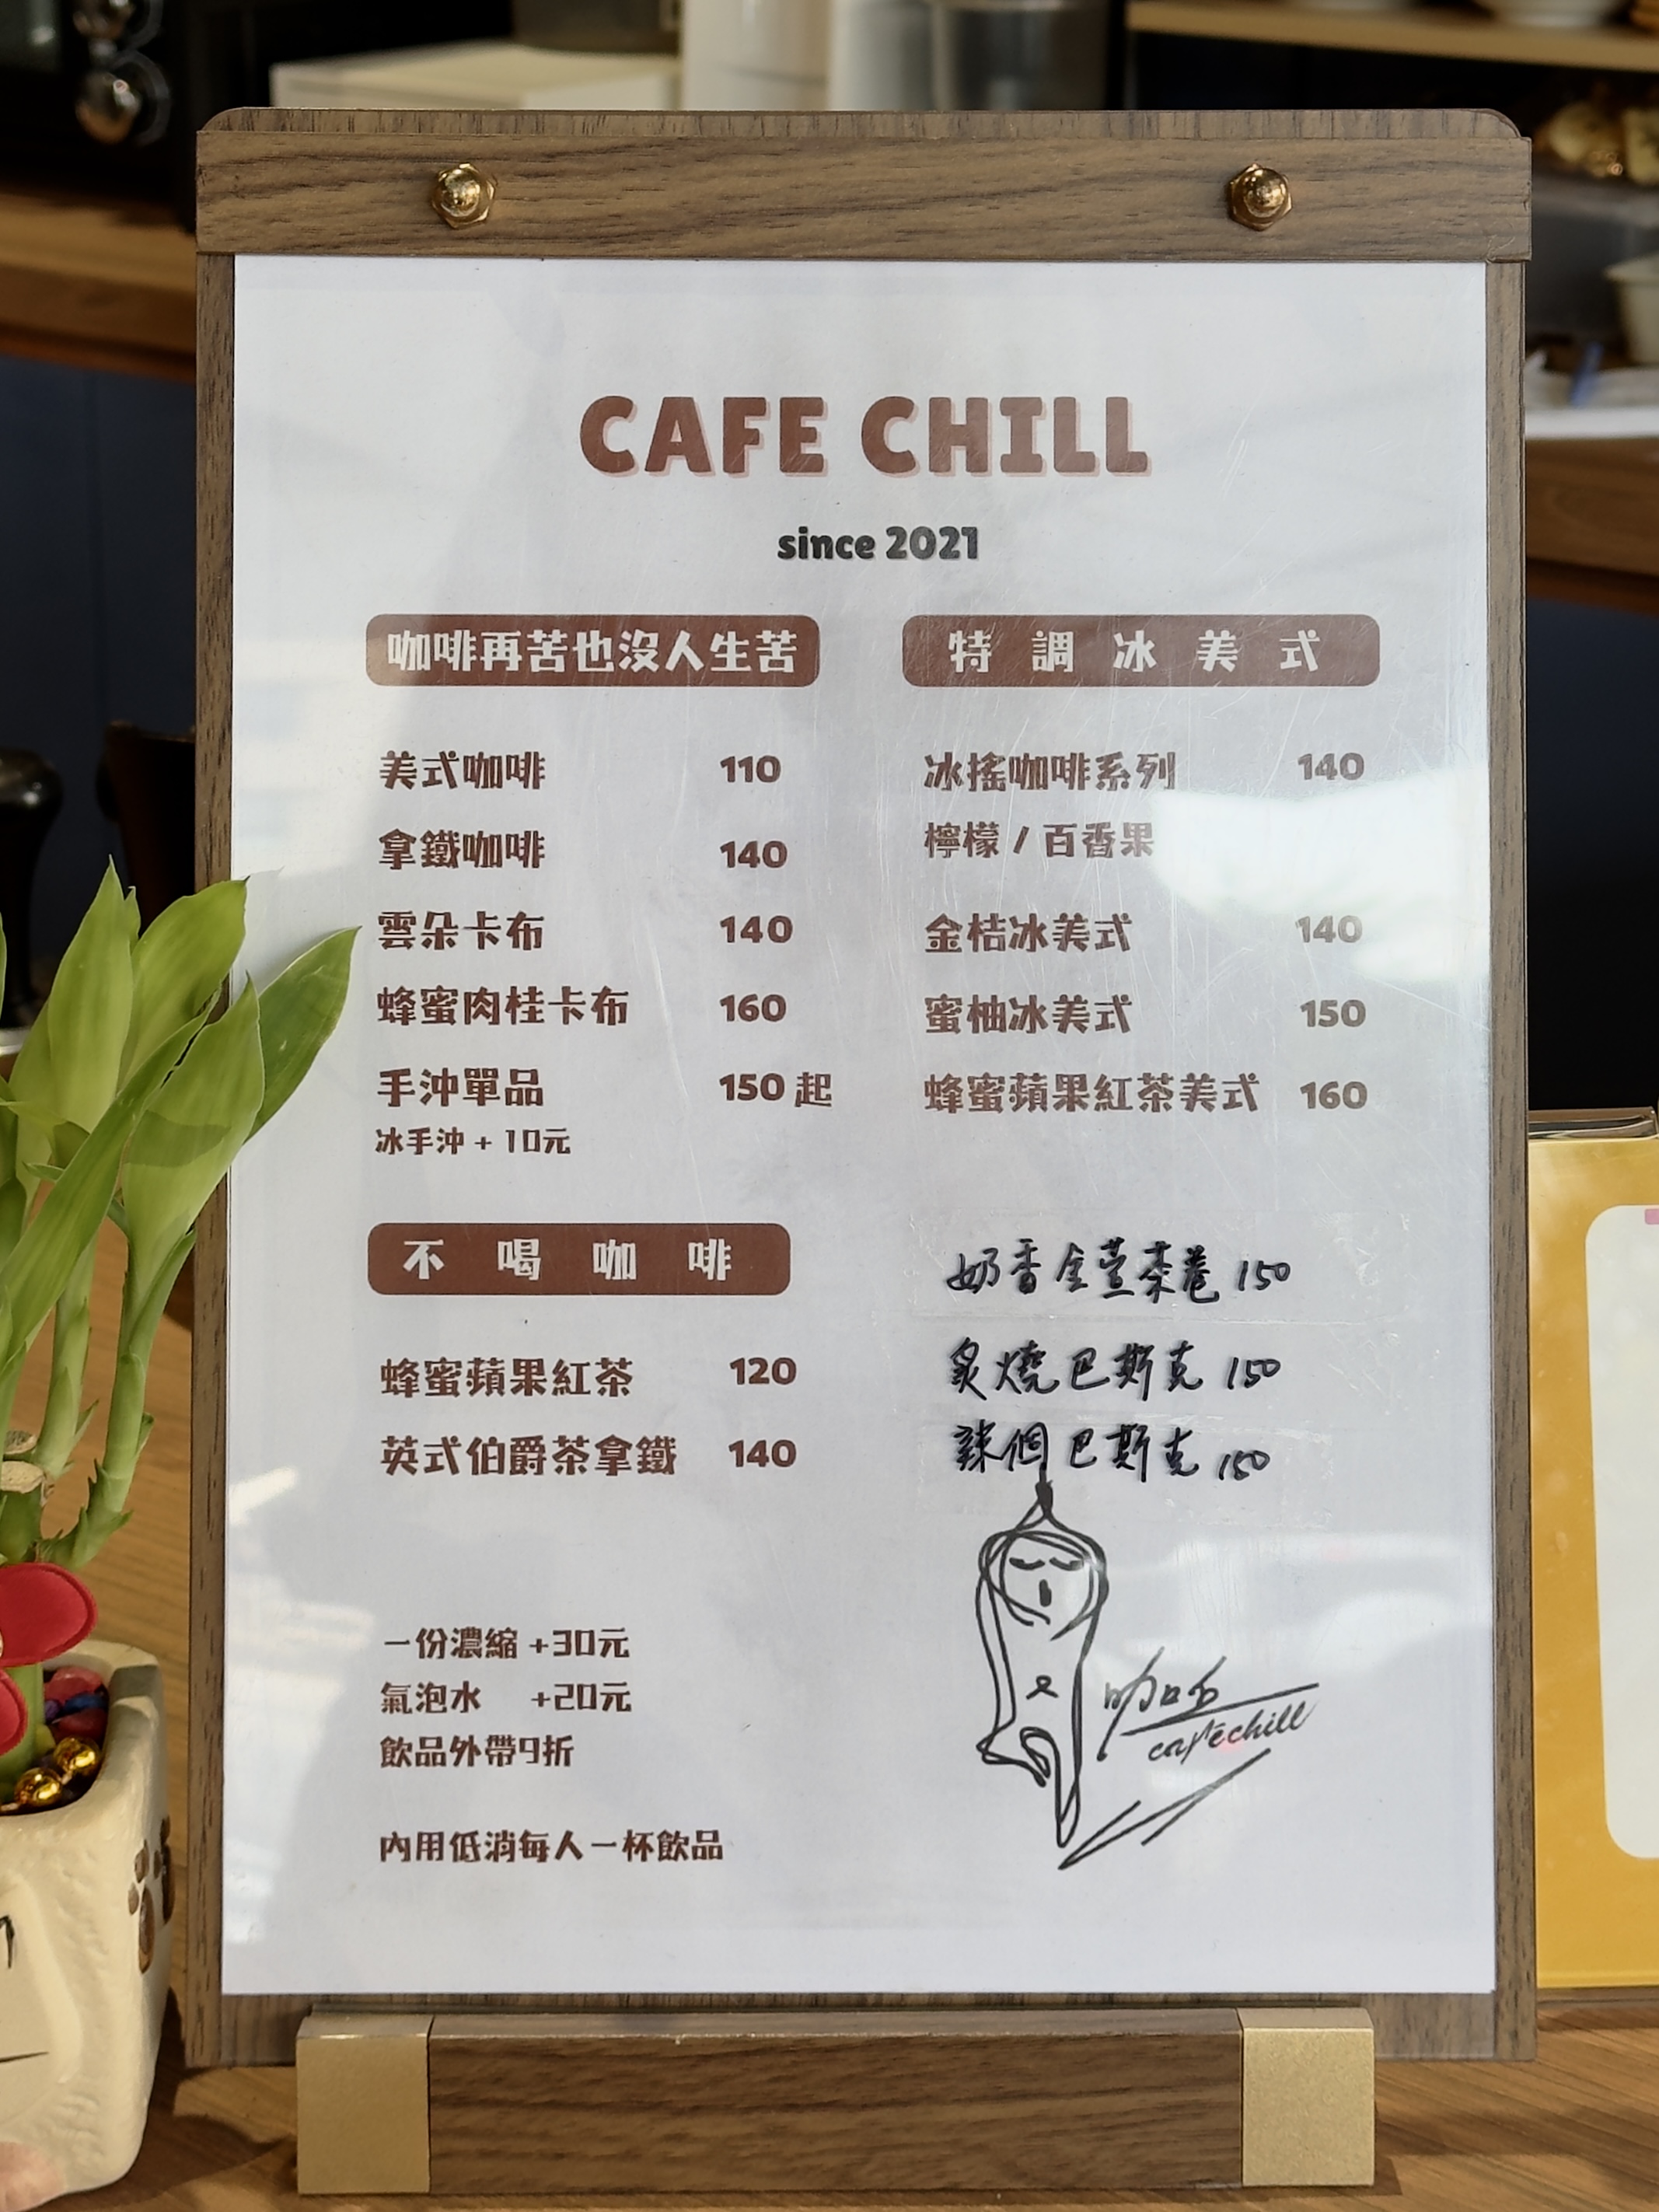 CAFE CHILL
since 2021
咖啡再苦也沒人生苦
美式咖啡 110
拿鐵咖啡 140
雲朵卡布 140
蜂蜜肉桂卡布 160
手沖單品 150 起
冰手沖 + 10元
特調冰美式
冰搖咖啡系列 140
檸檬 / 百香果
金桔冰美式 140
蜜柚冰美式 150
蜂蜜蘋果紅茶美式 160
不喝咖啡
蜂蜜蘋果紅茶 120
英式伯爵茶拿鐵 140
奶香金萱茶卷 150
炙燒巴斯克 150
辣個巴斯克 150
一份濃縮 +30元
氣泡水 +20元
飲品外帶9折
內用低消每人一杯飲品
cafe chill